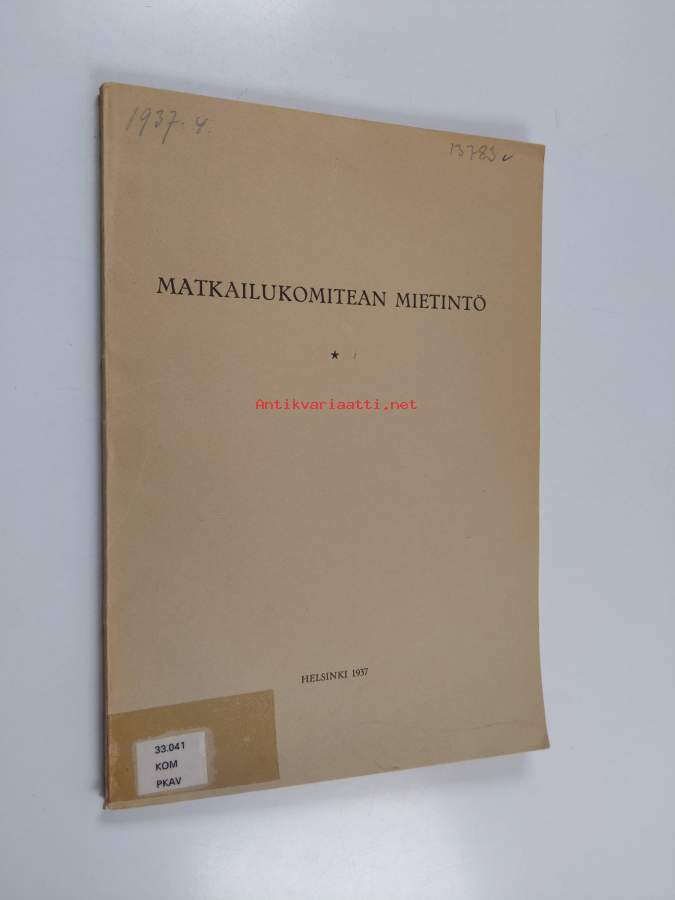 1937. 4.
13783
MATKAILUKOMITEAN MIETINTÖ
★
Antikvariaatti.net
HELSINKI 1937
33.041
KOM
PKAV